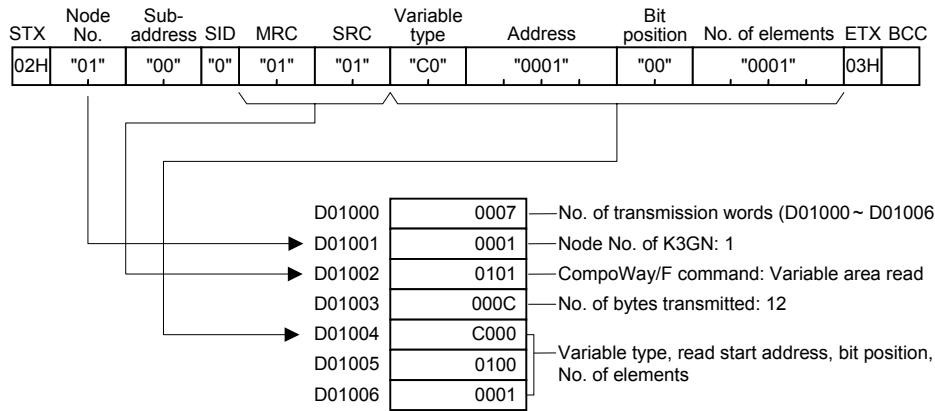 STX Node No. Sub-address SID MRC SRC Variable type Address Bit position No. of elements ETX BCC
02H "01" "00" "0" "01" "01" "C0" "0001" "00" "0001" 03H
D01000 0007 No. of transmission words (D01000 ~ D01006
D01001 0001 Node No. of K3GN: 1
D01002 0101 CompoWay/F command: Variable area read
D01003 000C No. of bytes transmitted: 12
D01004 C000
Variable type, read start address, bit position,
D01005 0100
No. of elements
D01006 0001